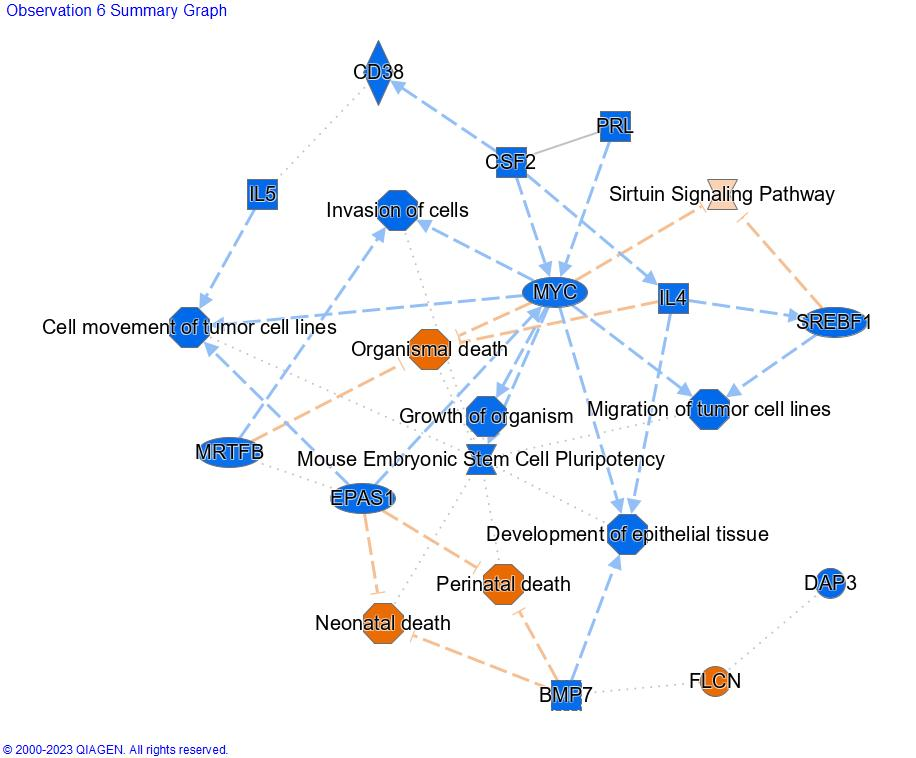 Observation 6 Summary Graph
CD38
PRL
CSF2
IL5
Sirtuin Signaling Pathway
Invasion of cells
MYC
IL4
SREBF1
Cell movement of tumor cell lines
Organismal death
Growth of organism
Migration of tumor cell lines
MRTFB
Mouse Embryonic Stem Cell Pluripotency
EPAS1
Development of epithelial tissue
Perinatal death
DAP3
Neonatal death
FLCN
BMP7
© 2000-2023 QIAGEN. All rights reserved.